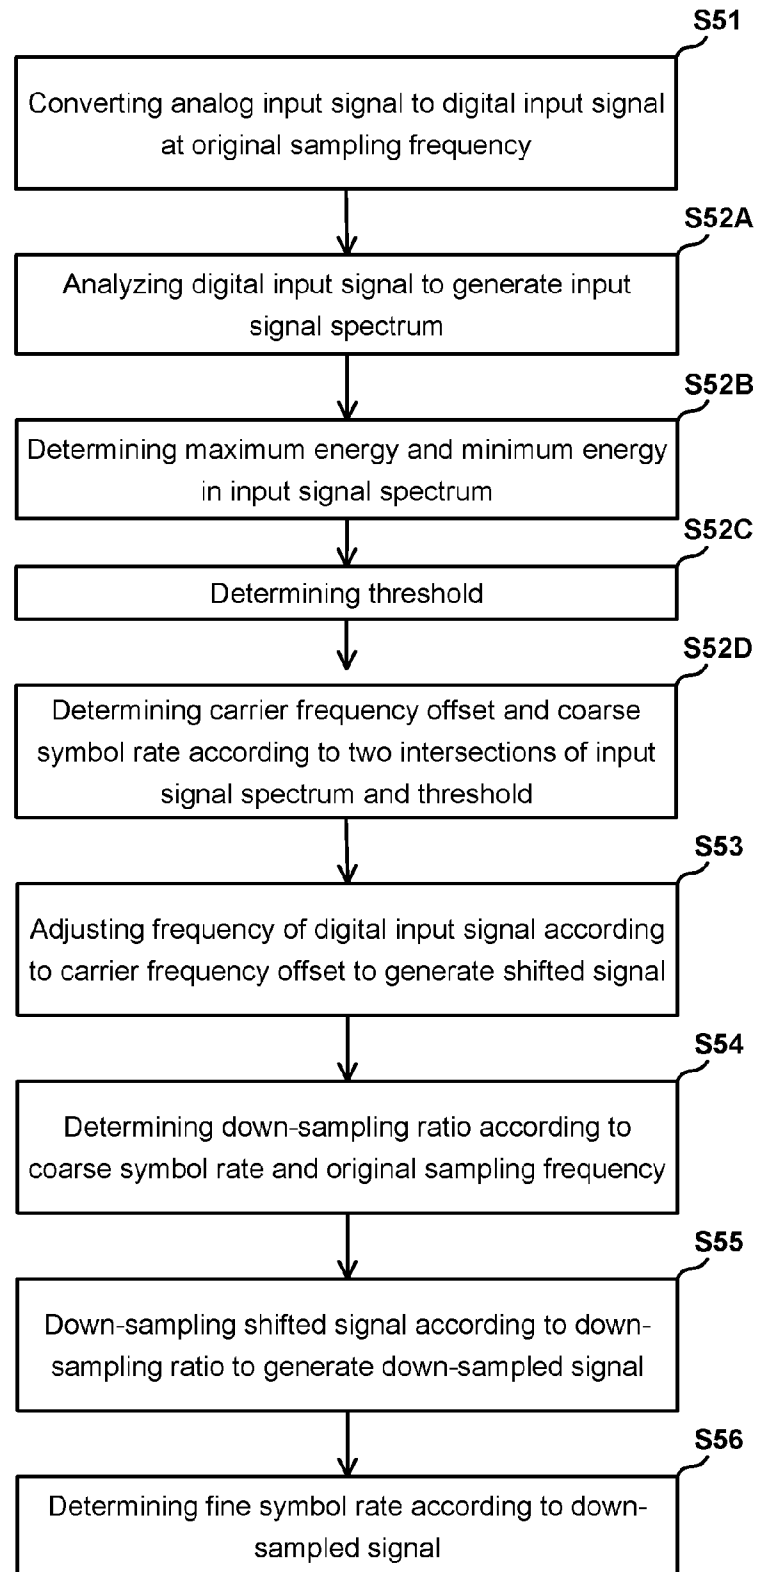 S51
Converting analog input signal to digital input signal
at original sampling frequency
S52A
Analyzing digital input signal to generate input
signal spectrum
S52B
Determining maximum energy and minimum energy
in input signal spectrum
S52C
Determining threshold
S52D
Determining carrier frequency offset and coarse
symbol rate according to two intersections of input
signal spectrum and threshold
S53
Adjusting frequency of digital input signal according
to carrier frequency offset to generate shifted signal
S54
Determining down-sampling ratio according to
coarse symbol rate and original sampling frequency
S55
Down-sampling shifted signal according to down-
sampling ratio to generate down-sampled signal
S56
Determining fine symbol rate according to down-
sampled signal